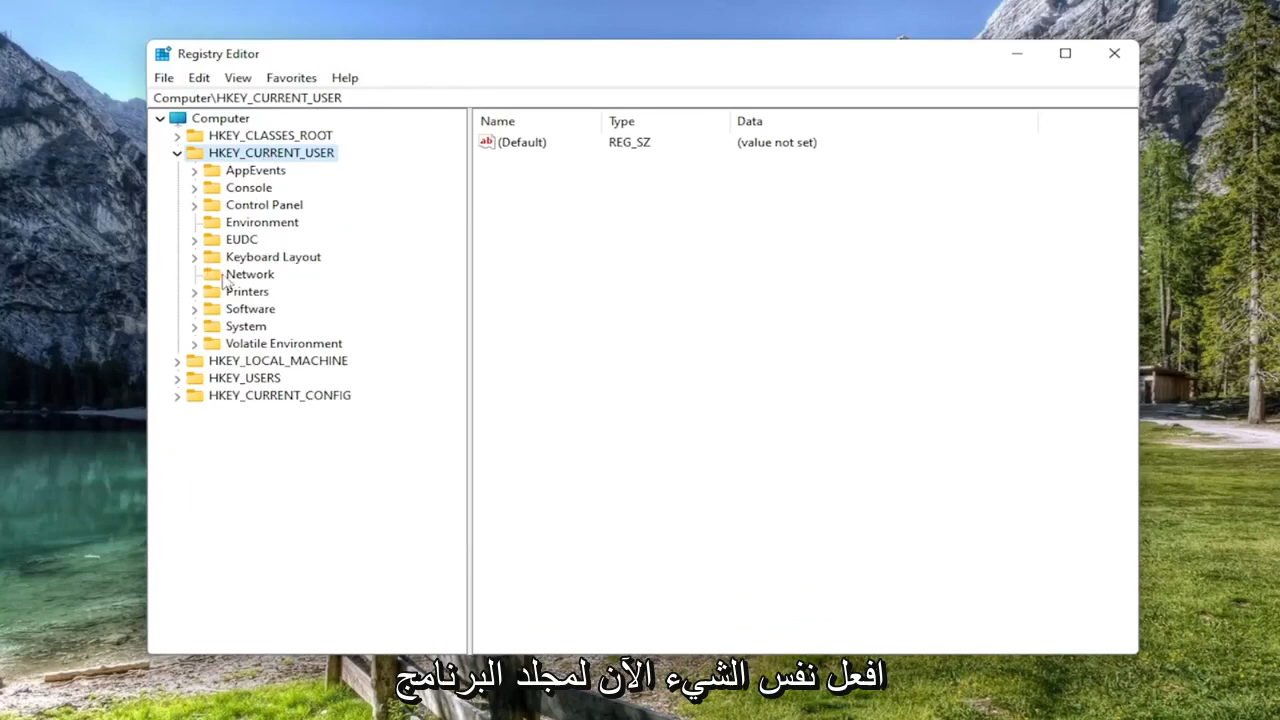 Registry Editor
File Edit View Favorites Help
Computer\HKEY_CURRENT_USER
Computer
HKEY_CLASSES_ROOT
HKEY_CURRENT_USER
AppEvents
Console
Control Panel
Environment
EUDC
Keyboard Layout
Network
Printers
Software
System
Volatile Environment
HKEY_LOCAL_MACHINE
HKEY_USERS
HKEY_CURRENT_CONFIG
Name Type Data
ab (Default) REG_SZ (value not set)
افعل نفس الشيء الآن لمجلد البرنامج